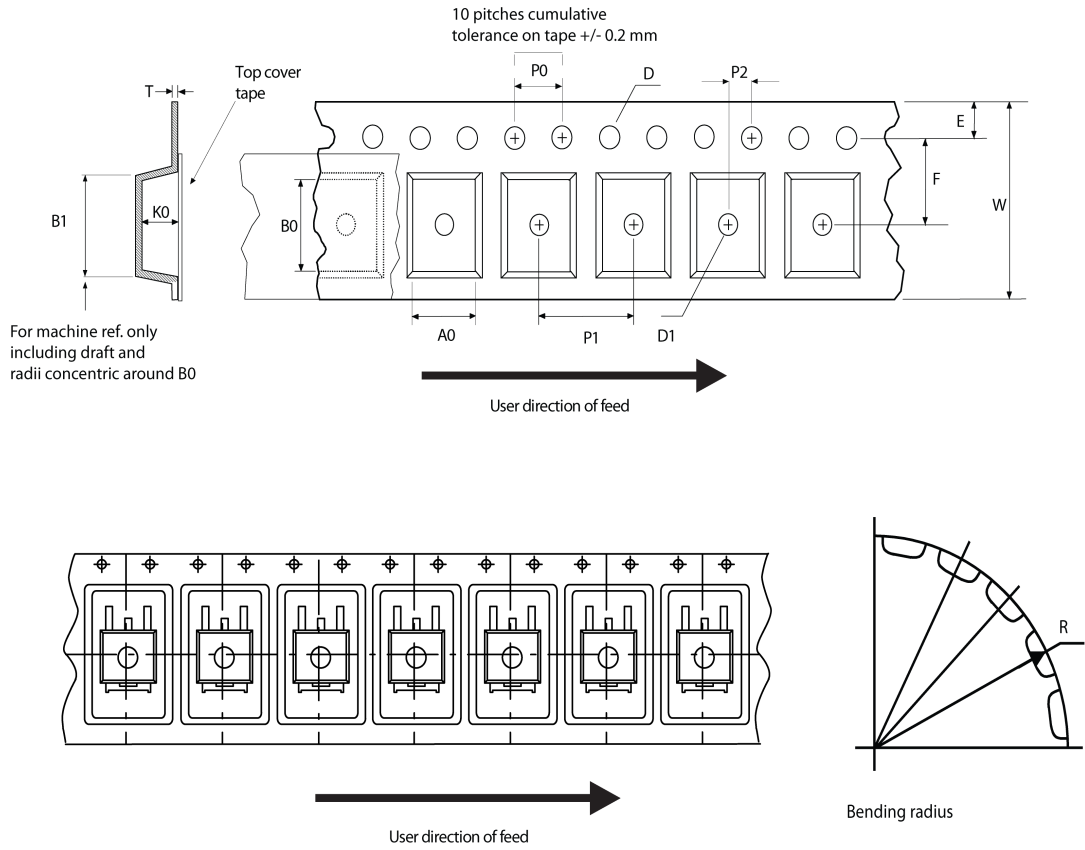 10 pitches cumulative
tolerance on tape +/- 0.2 mm
Top cover
tape
T
P0
D
P2
E
F
W
B1
K0
B0
A0
P1
D1
For machine ref. only
including draft and
radii concentric around B0
User direction of feed
R
Bending radius
User direction of feed